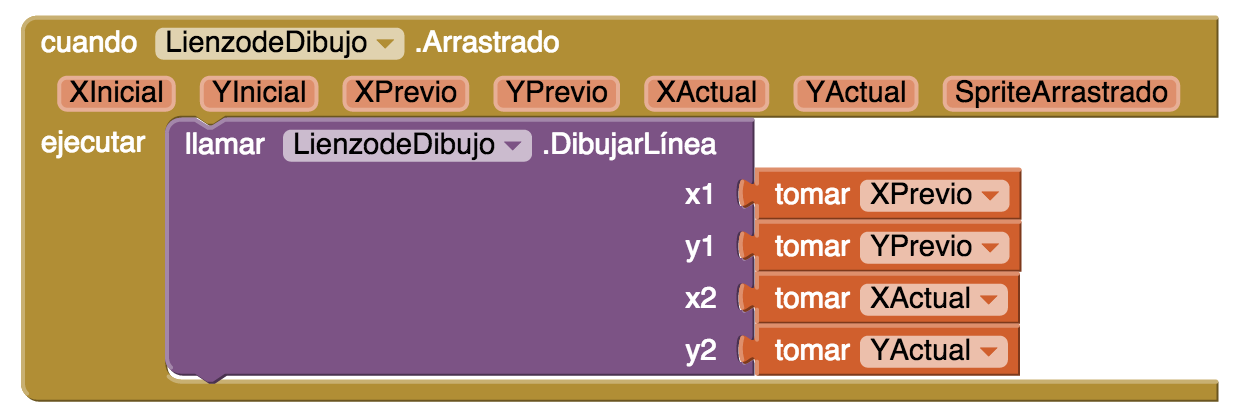 cuando LienzodeDibujo .Arrastrado
XInicial YInicial XPrevio YPrevio XActual YActual SpriteArrastrado
ejecutar llamar LienzodeDibujo .DibujarLínea
x1 tomar XPrevio
y1 tomar YPrevio
x2 tomar XActual
y2 tomar YActual